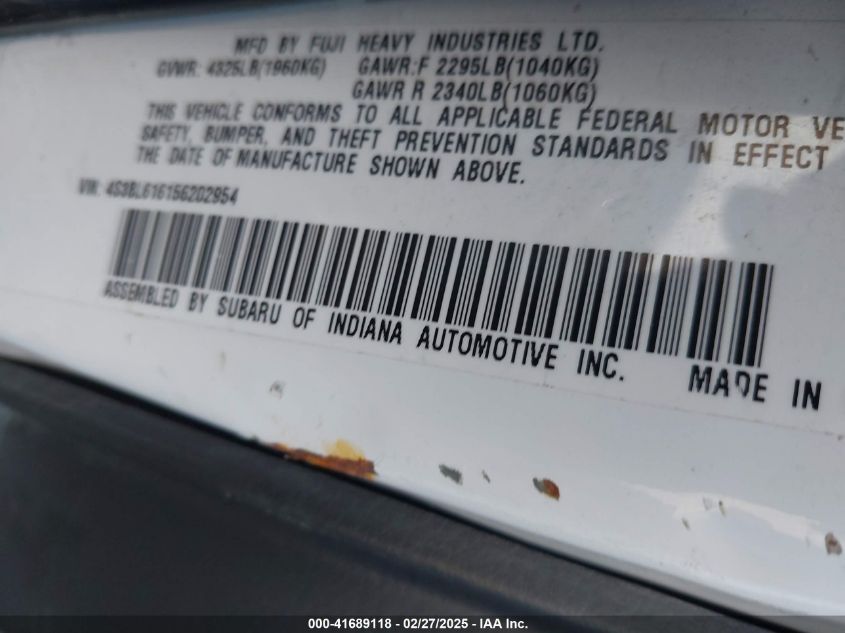 MFD BY FUJI HEAVY INDUSTRIES LTD.
GVWR: 4325LB(1960KG) GAWR:F 2295LB(1040KG)
GAWR R 2340LB(1060KG)
THIS VEHICLE CONFORMS TO ALL APPLICABLE FEDERAL MOTOR VE
SAFETY, BUMPER, AND THEFT PREVENTION STANDARDS IN EFFECT
THE DATE OF MANUFACTURE SHOWN ABOVE.
VIN: 4S3BL616156202954
ASSEMBLED BY SUBARU OF INDIANA AUTOMOTIVE INC. MADE IN
000-41689118 - 02/27/2025 - IAA Inc.